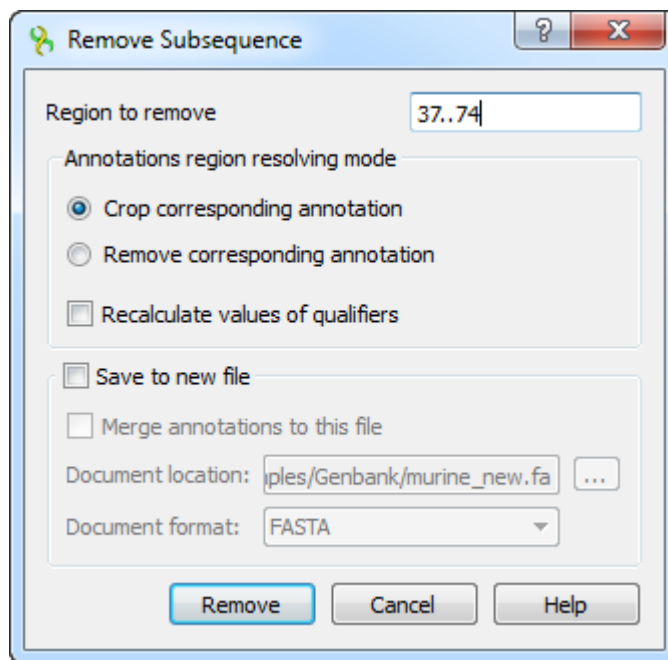 Remove Subsequence
Region to remove 37..74
Annotations region resolving mode
Crop corresponding annotation
Remove corresponding annotation
Recalculate values of qualifiers
Save to new file
Merge annotations to this file
Document location: ples/Genbank/murine_new.fa ...
Document format: FASTA
Remove Cancel Help